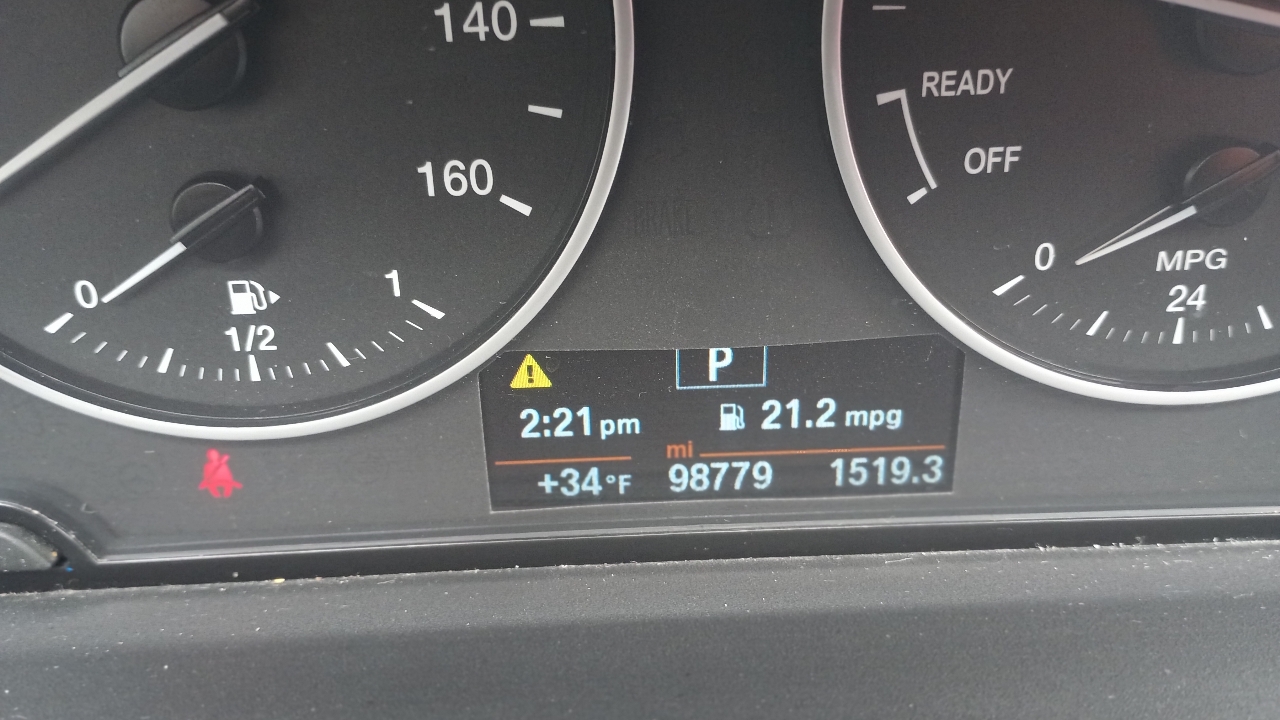 140
160
0
1
1/2
READY
OFF
0
MPG
24
BRAKE
P
2:21 pm
21.2 mpg
mi
+34°F
98779
1519.3